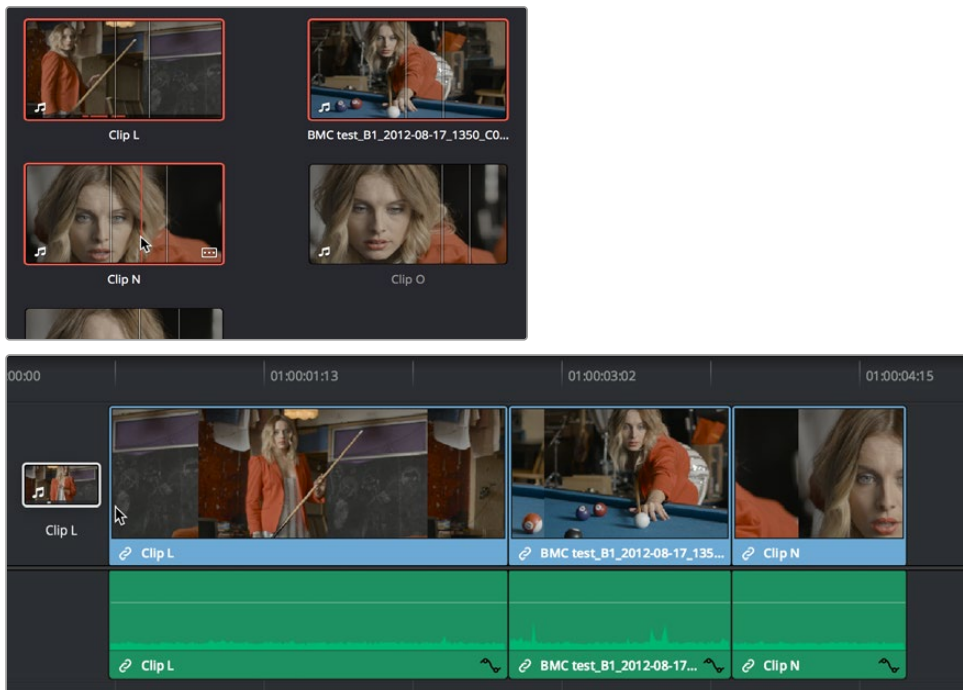 Clip L
BMC test_B1_2012-08-17_1350_C0...
Clip N
Clip O
00:00
01:00:01:13
01:00:03:02
01:00:04:15
Clip L
Clip L
BMC test_B1_2012-08-17_135...
Clip N
Clip L
BMC test_B1_2012-08-17...
Clip N